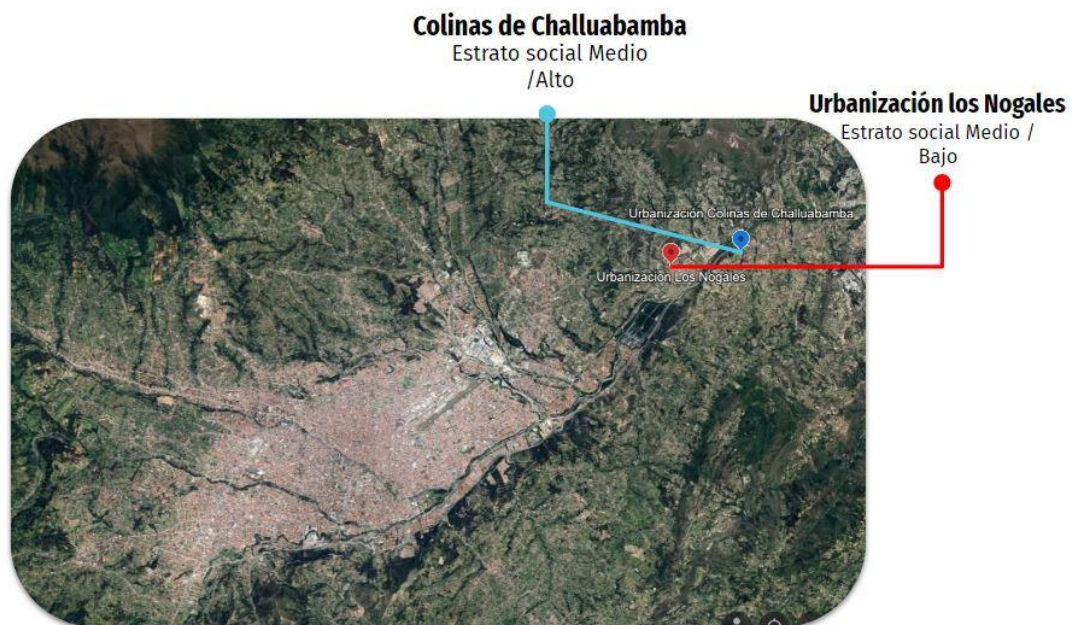 Colinas de Challuabamba
Estrato social Medio
/Alto
Urbanización los Nogales
Estrato social Medio /
Bajo
Urbanización Colinas de Challuabamba
Urbanización Los Nogales